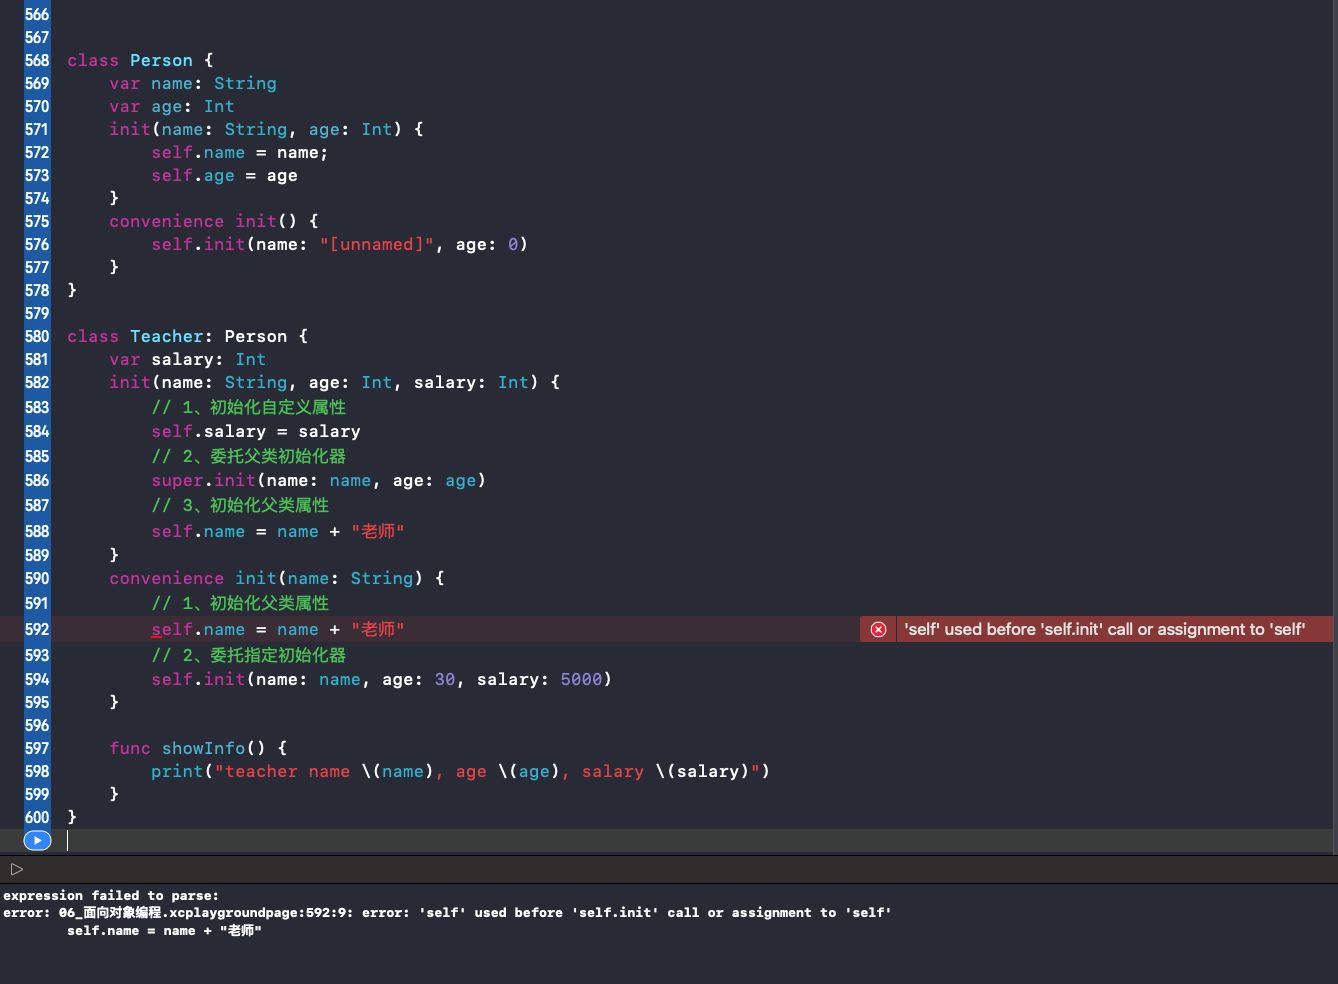 566
567
568 class Person {
569     var name: String
570     var age: Int
571     init(name: String, age: Int) {
572         self.name = name;
573         self.age = age
574     }
575     convenience init() {
576         self.init(name: "[unnamed]", age: 0)
577     }
578 }
579
580 class Teacher: Person {
581     var salary: Int
582     init(name: String, age: Int, salary: Int) {
583         // 1、初始化自定义属性
584         self.salary = salary
585         // 2、委托父类初始化器
586         super.init(name: name, age: age)
587         // 3、初始化父类属性
588         self.name = name + "老师"
589     }
590     convenience init(name: String) {
591         // 1、初始化父类属性
592         self.name = name + "老师" 'self' used before 'self.init' call or assignment to 'self'
593         // 2、委托指定初始化器
594         self.init(name: name, age: 30, salary: 5000)
595     }
596
597     func showInfo() {
598         print("teacher name \(name), age \(age), salary \(salary)")
599     }
600 }
expression failed to parse:
error: 06_面向对象编程.xcplaygroundpage:592:9: error: 'self' used before 'self.init' call or assignment to 'self'
        self.name = name + "老师"